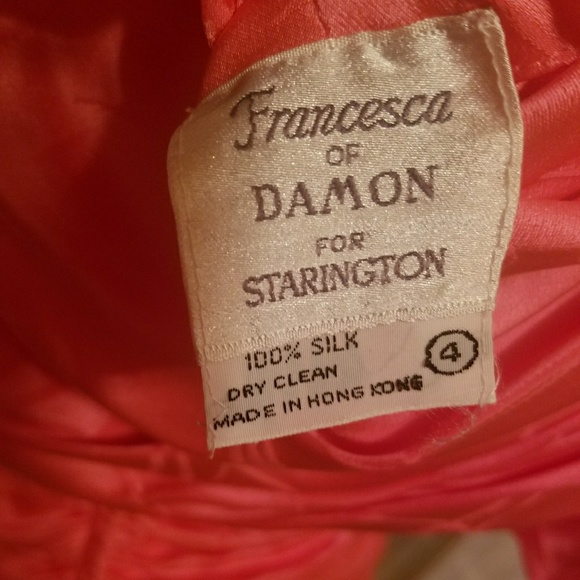 Francesca
OF
DAMON
FOR
STARINGTON
100% SILK
DRY CLEAN
MADE IN HONG KONG
4